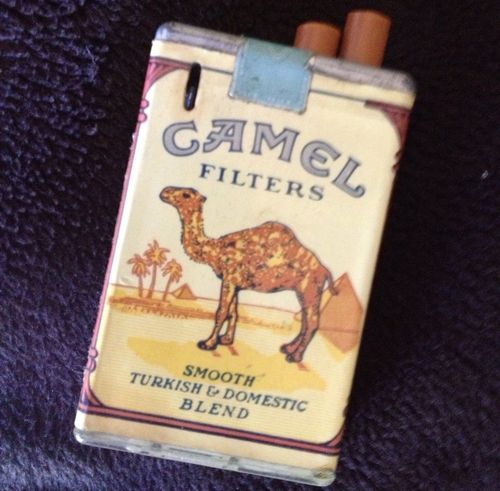 CAMEL
FILTERS
SMOOTH
TURKISH & DOMESTIC
BLEND